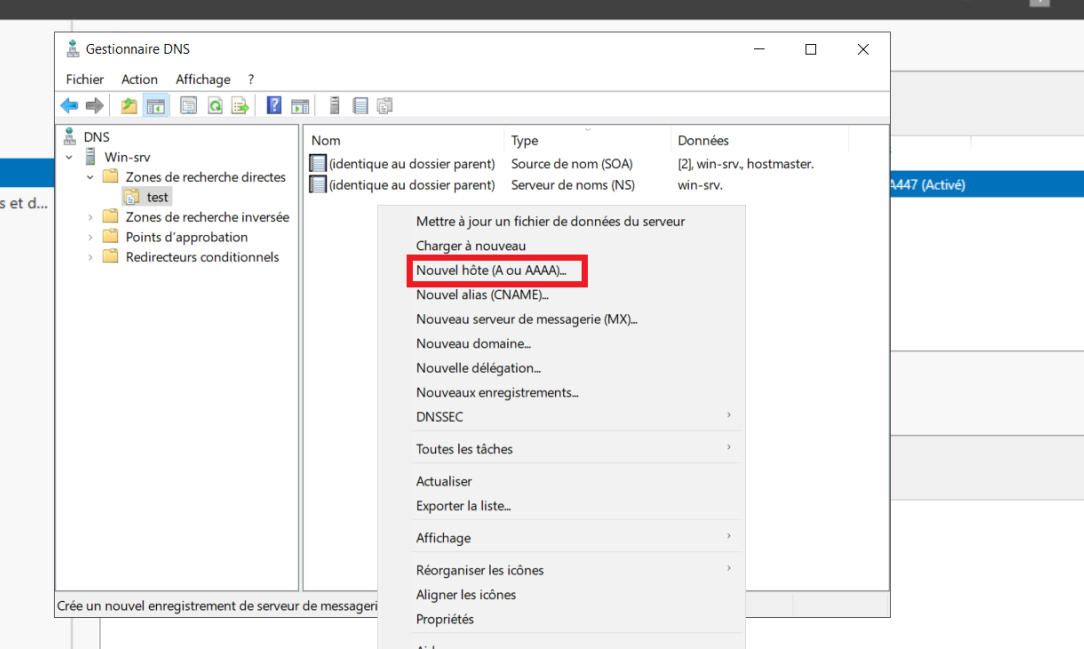 Gestionnaire DNS
Fichier Action Affichage ?
DNS
Win-srv
Zones de recherche directes
test
Zones de recherche inversée
Points d'approbation
Redirecteurs conditionnels
Nom Type Données
(identique au dossier parent) Source de nom (SOA) [2], win-srv., hostmaster.
(identique au dossier parent) Serveur de noms (NS) win-srv.
Mettre à jour un fichier de données du serveur
Charger à nouveau
Nouvel hôte (A ou AAAA)...
Nouvel alias (CNAME)...
Nouveau serveur de messagerie (MX)...
Nouveau domaine...
Nouvelle délégation...
Nouveaux enregistrements...
DNSSEC
Toutes les tâches
Actualiser
Exporter la liste...
Affichage
Réorganiser les icônes
Aligner les icônes
Propriétés
Crée un nouvel enregistrement de serveur de messageri
s et d...
A447 (Activé)